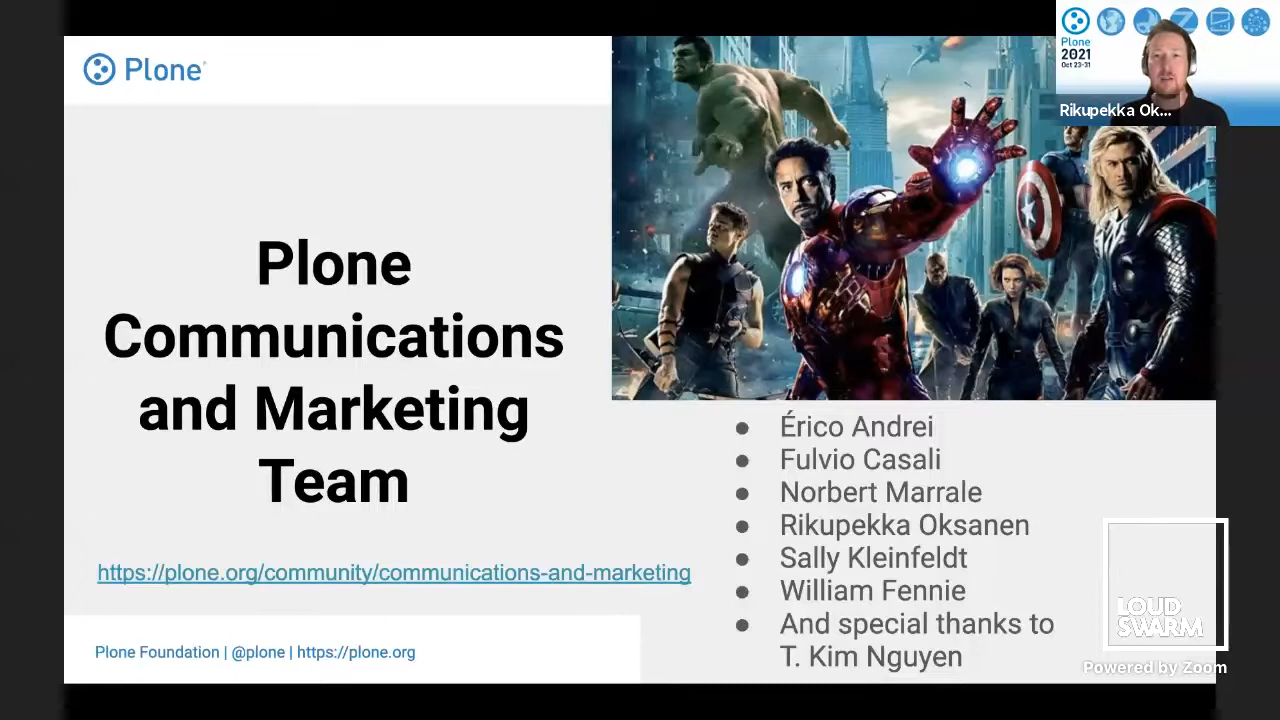 Plone
Plone
Communications
and Marketing
Team
https://plone.org/community/communications-and-marketing
Plone Foundation | @plone | https://plone.org
● Érico Andrei
● Fulvio Casali
● Norbert Marrale
● Rikupekka Oksanen
● Sally Kleinfeldt
● William Fennie
● And special thanks to
T. Kim Nguyen
Plone
2021
Oct 23-31
Rikupekka Ok...
LOUD
SWARM
Powered by Zoom